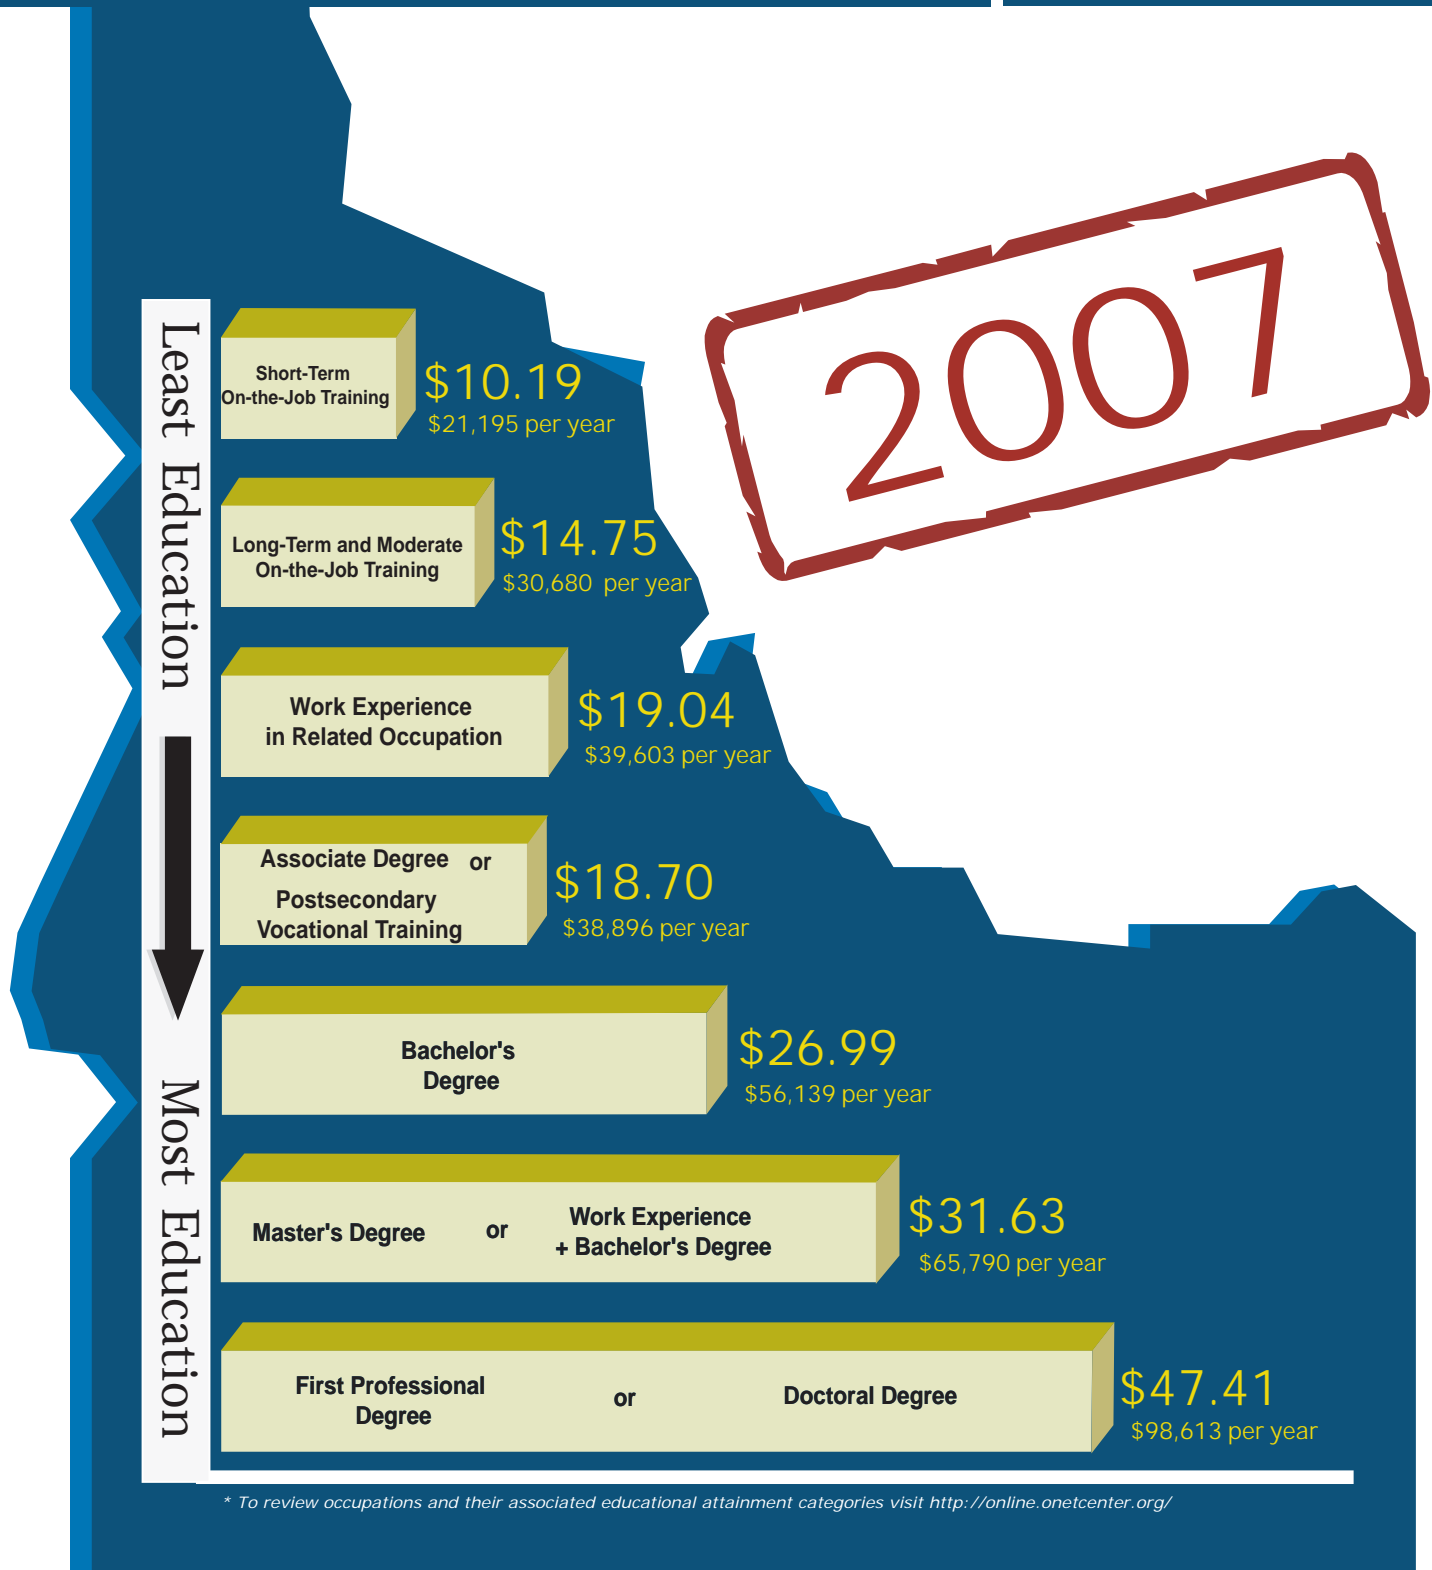 2007
Least Education
Most Education
Short-Term
On-the-Job Training
$10.19
$21,195 per year
Long-Term and Moderate
On-the-Job Training
$14.75
$30,680 per year
Work Experience
in Related Occupation
$19.04
$39,603 per year
Associate Degree or
Postsecondary
Vocational Training
$18.70
$38,896 per year
Bachelor's
Degree
$26.99
$56,139 per year
Master's Degree or Work Experience
+ Bachelor's Degree
$31.63
$65,790 per year
First Professional
Degree
or
Doctoral Degree
$47.41
$98,613 per year
* To review occupations and their associated educational attainment categories visit http://online.onetcenter.org/